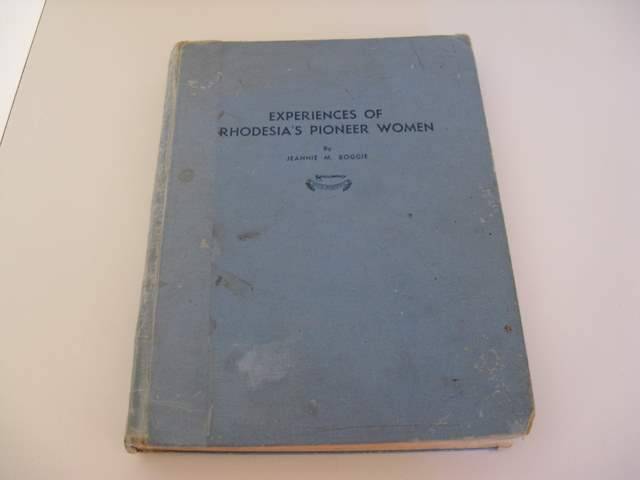 EXPERIENCES OF
RHODESIA'S PIONEER WOMEN
By
JEANNIE M. BOGGIE